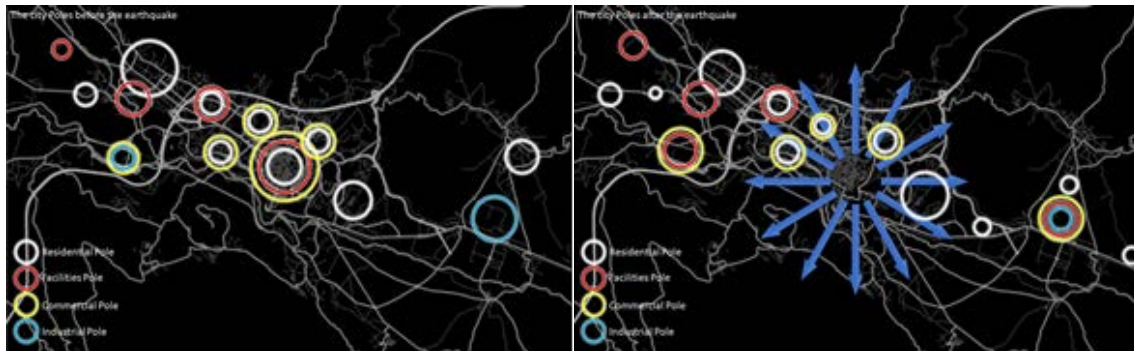 The city Poles before the earthquake
Residential Pole
Facilities Pole
Commercial Pole
Industrial Pole
The city Poles after the earthquake
Residential Pole
Facilities Pole
Commercial Pole
Industrial Pole